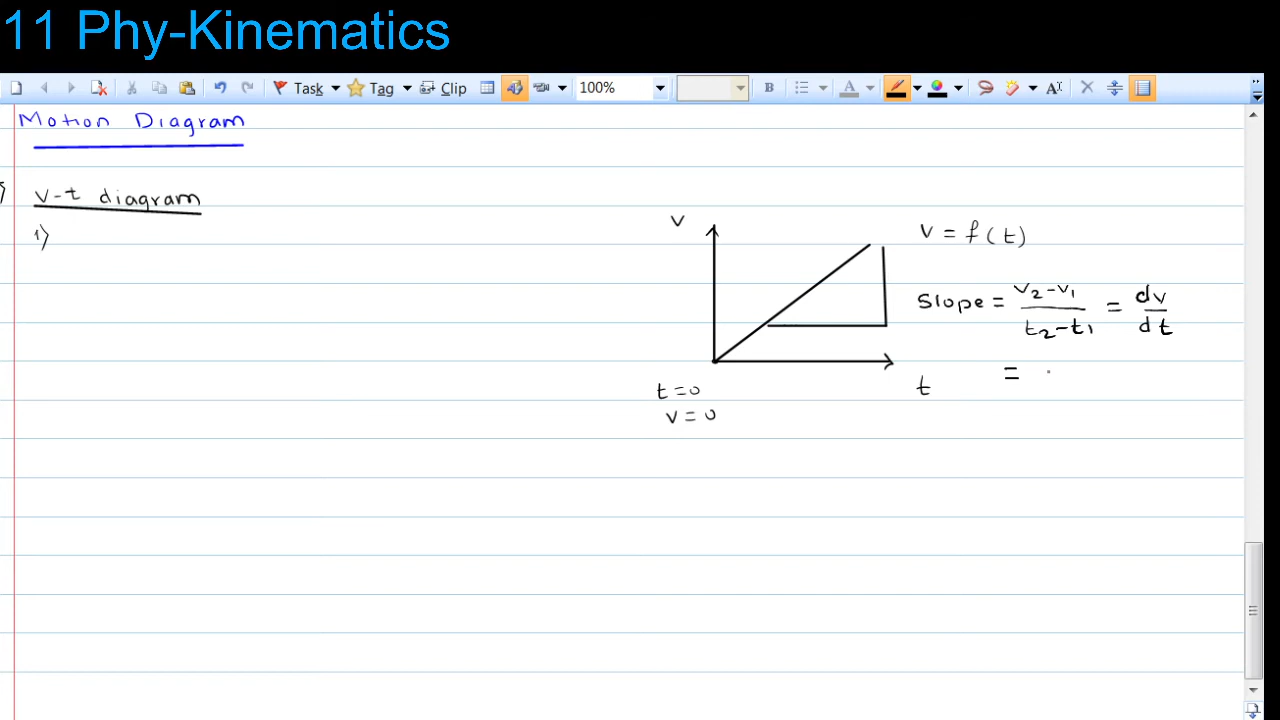 11 Phy-Kinematics
Task Tag Clip 100% B A A
Motion Diagram
v-t diagram
1)
v
v = f(t)
Slope = v2-v1 / t2-t1 = dv / dt
=
t
t=0
v=0